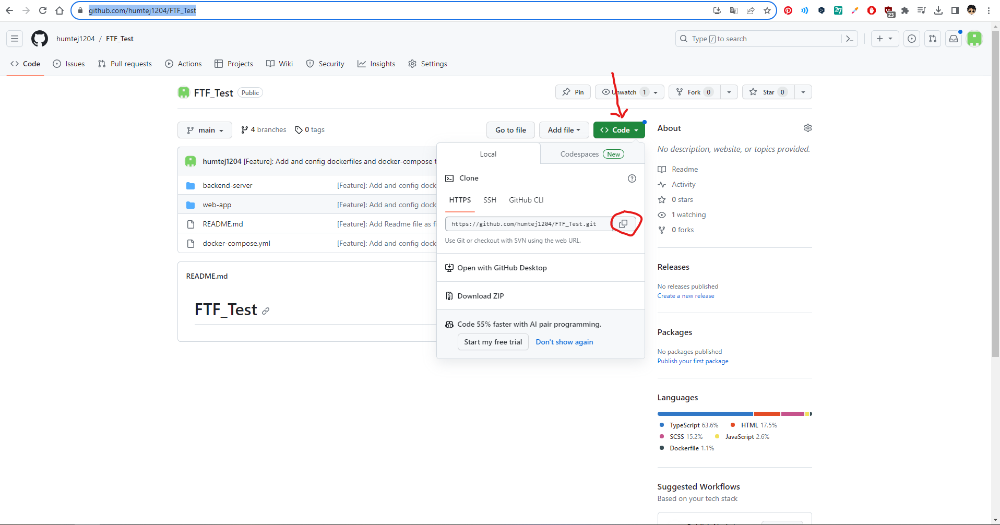 github.com/humtej1204/FTF_Test
23
humtej1204 / FTF_Test
Type / to search
Code Issues Pull requests Actions Projects Wiki Security Insights Settings
FTF_Test Public
Pin Unwatch 1 Fork 0 Star 0
main 4 branches 0 tags
Go to file Add file Code
humtej1204 [Feature]: Add and config dockerfiles and docker-compose t
backend-server [Feature]: Add and config dock
web-app [Feature]: Add and config dock
README.md [Feature]: Add Readme file as fi
docker-compose.yml [Feature]: Add and config dock
README.md
FTF_Test
Local Codespaces New
Clone
HTTPS SSH GitHub CLI
https://github.com/humtej1204/FTF_Test.git
Use Git or checkout with SVN using the web URL.
Open with GitHub Desktop
Download ZIP
Code 55% faster with AI pair programming.
Start my free trial Don't show again
About
No description, website, or topics provided.
Readme
Activity
0 stars
1 watching
0 forks
Releases
No releases published
Create a new release
Packages
No packages published
Publish your first package
Languages
TypeScript 63.6% HTML 17.5%
SCSS 15.2% JavaScript 2.6%
Dockerfile 1.1%
Suggested Workflows
Based on your tech stack